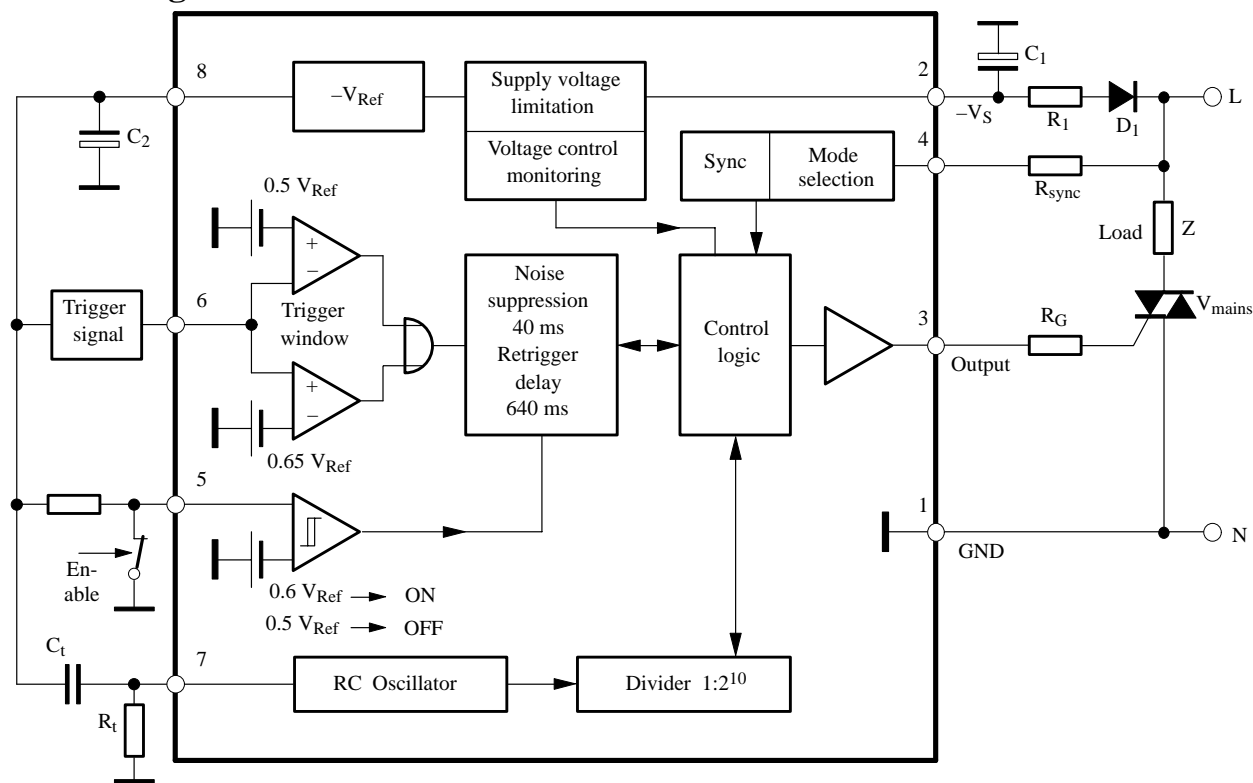 8
–V_Ref
Supply voltage
limitation
Voltage control
monitoring
2
C_1
–V_S
R_1
D_1
L
C_2
4
Sync
Mode
selection
R_sync
0.5 V_Ref
+
–
Load
Z
6
Trigger
signal
Trigger
window
Noise
suppression
40 ms
Retrigger
delay
640 ms
Control
logic
3
Output
R_G
V_mains
+
–
0.65 V_Ref
5
En-
able
0.6 V_Ref ON
0.5 V_Ref OFF
1
GND
N
C_t
7
R_t
RC Oscillator
Divider 1:2^10